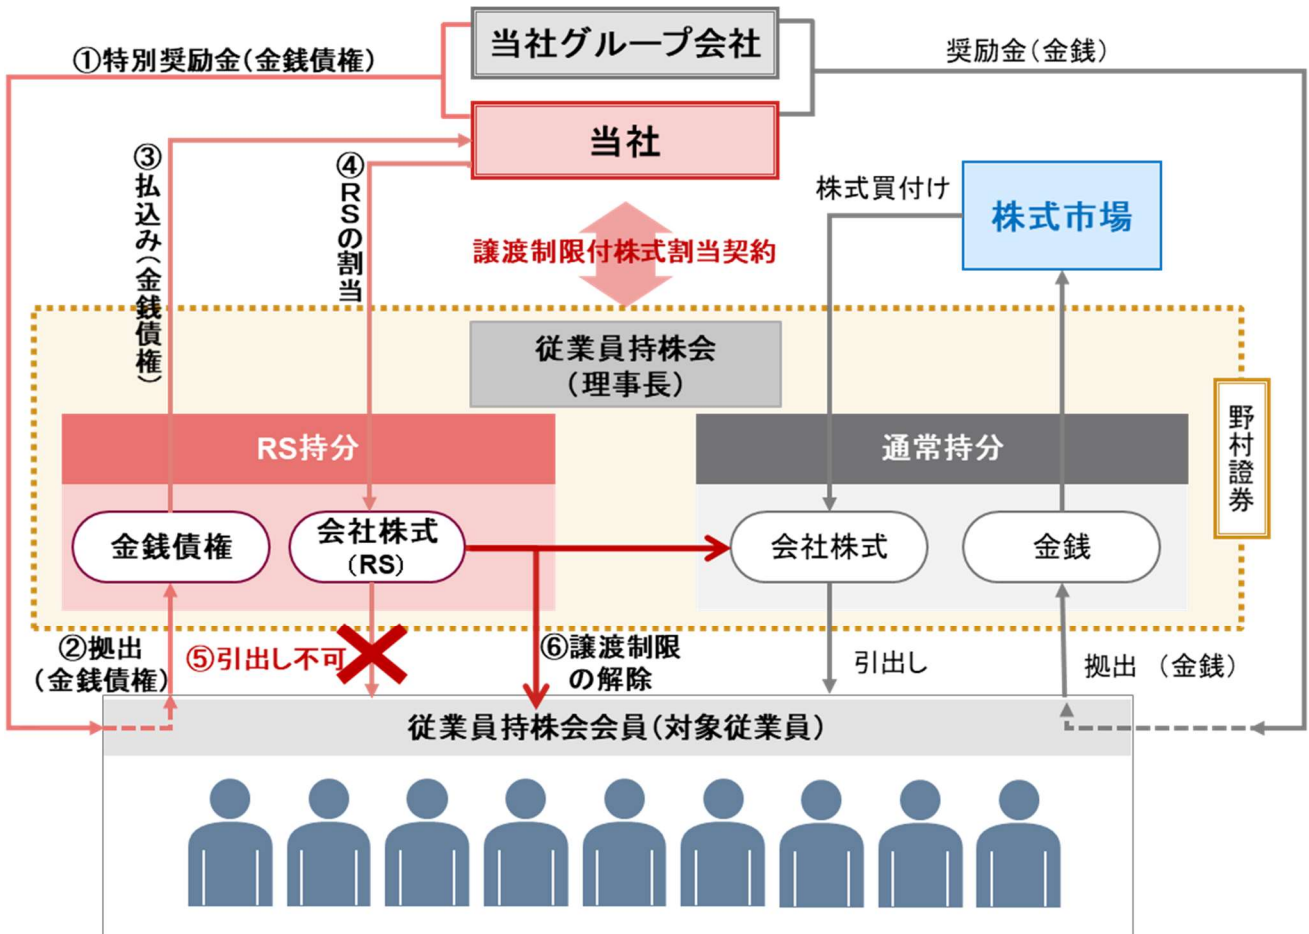 当社グループ会社
①特別奨励金(金銭債権)
奨励金(金銭)
当社
③払込み(金銭債権)
④RSの割当
株式買付け
株式市場
譲渡制限付株式割当契約
従業員持株会
(理事長)
野村證券
RS持分
通常持分
金銭債権
会社株式
(RS)
会社株式
金銭
②拠出
(金銭債権)
⑤引出し不可
⑥譲渡制限
の解除
引出し
拠出 (金銭)
従業員持株会会員(対象従業員)